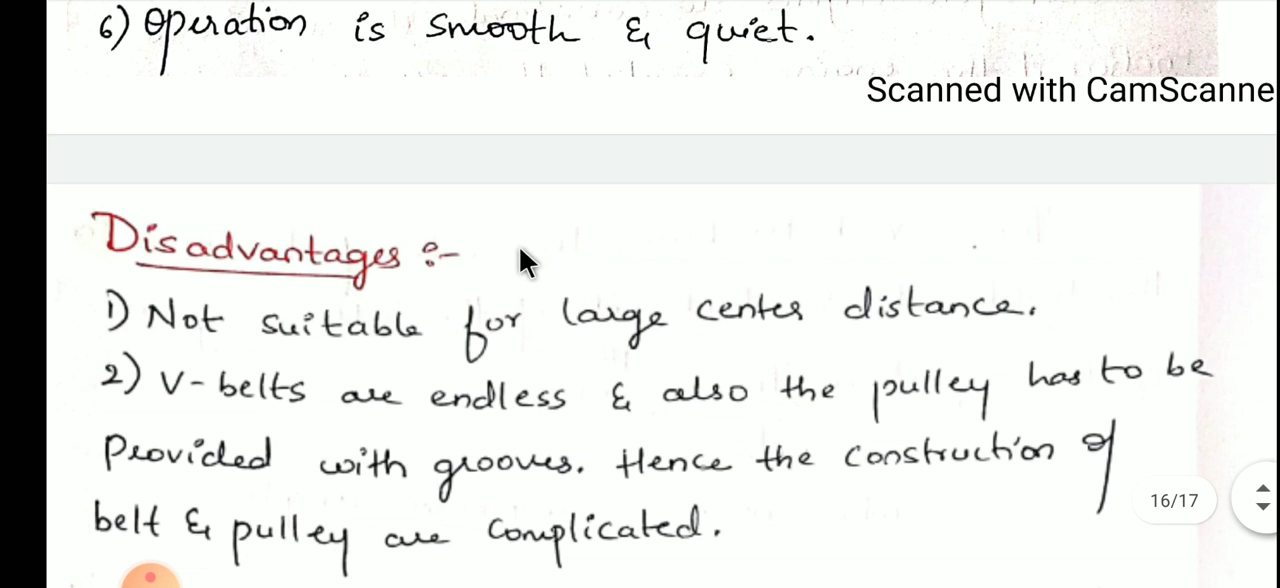 6) Operation is smooth & quiet.
Scanned with CamScanne
Disadvantages :-
1) Not suitable for large center distance.
2) V-belts are endless & also the pulley has to be
Provided with grooves. Hence the construction of
belt & pulley are complicated.
16/17